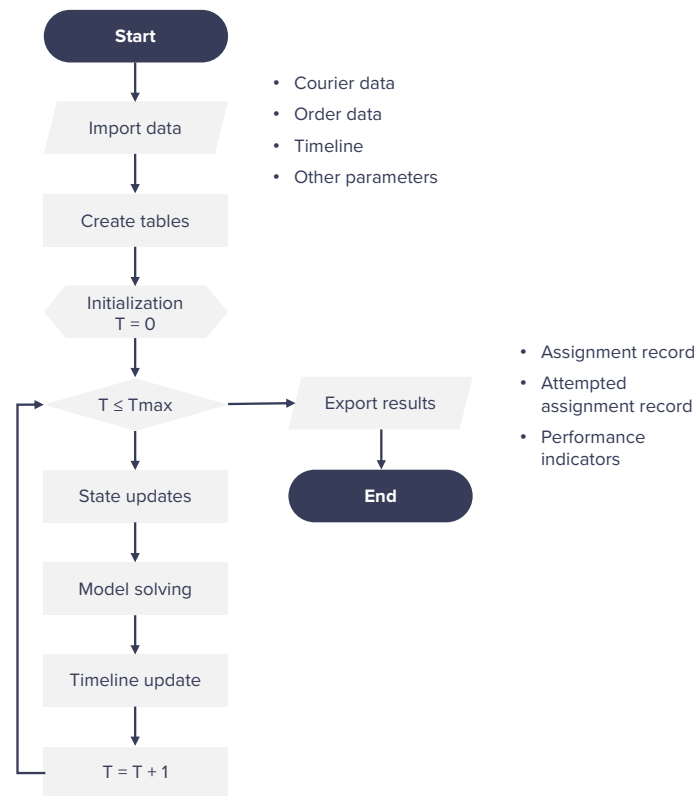 Start
Import data
• Courier data
• Order data
• Timeline
• Other parameters
Create tables
Initialization
T = 0
T ≤ Tmax
Export results
• Assignment record
• Attempted
assignment record
• Performance
indicators
State updates
End
Model solving
Timeline update
T = T + 1